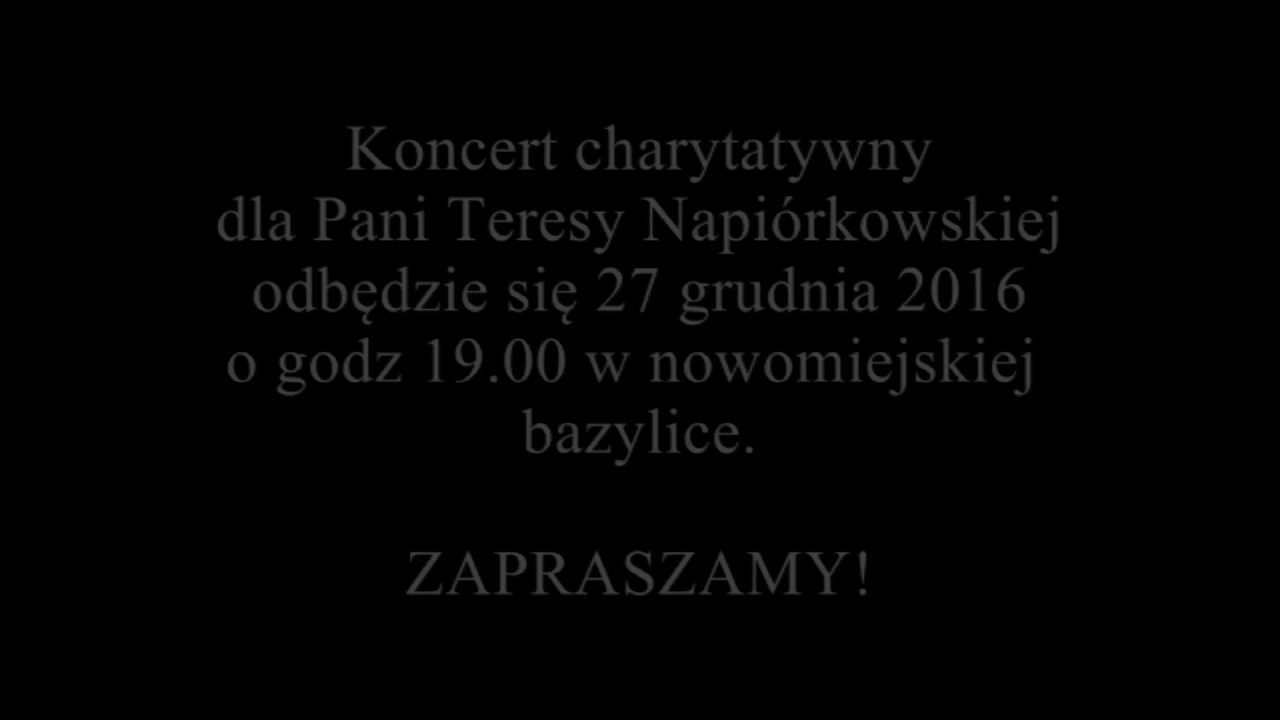 Koncert charytatywny
dla Pani Teresy Napiórkowskiej
odbędzie się 27 grudnia 2016
o godz 19.00 w nowomiejskiej
bazylice.
ZAPRASZAMY!